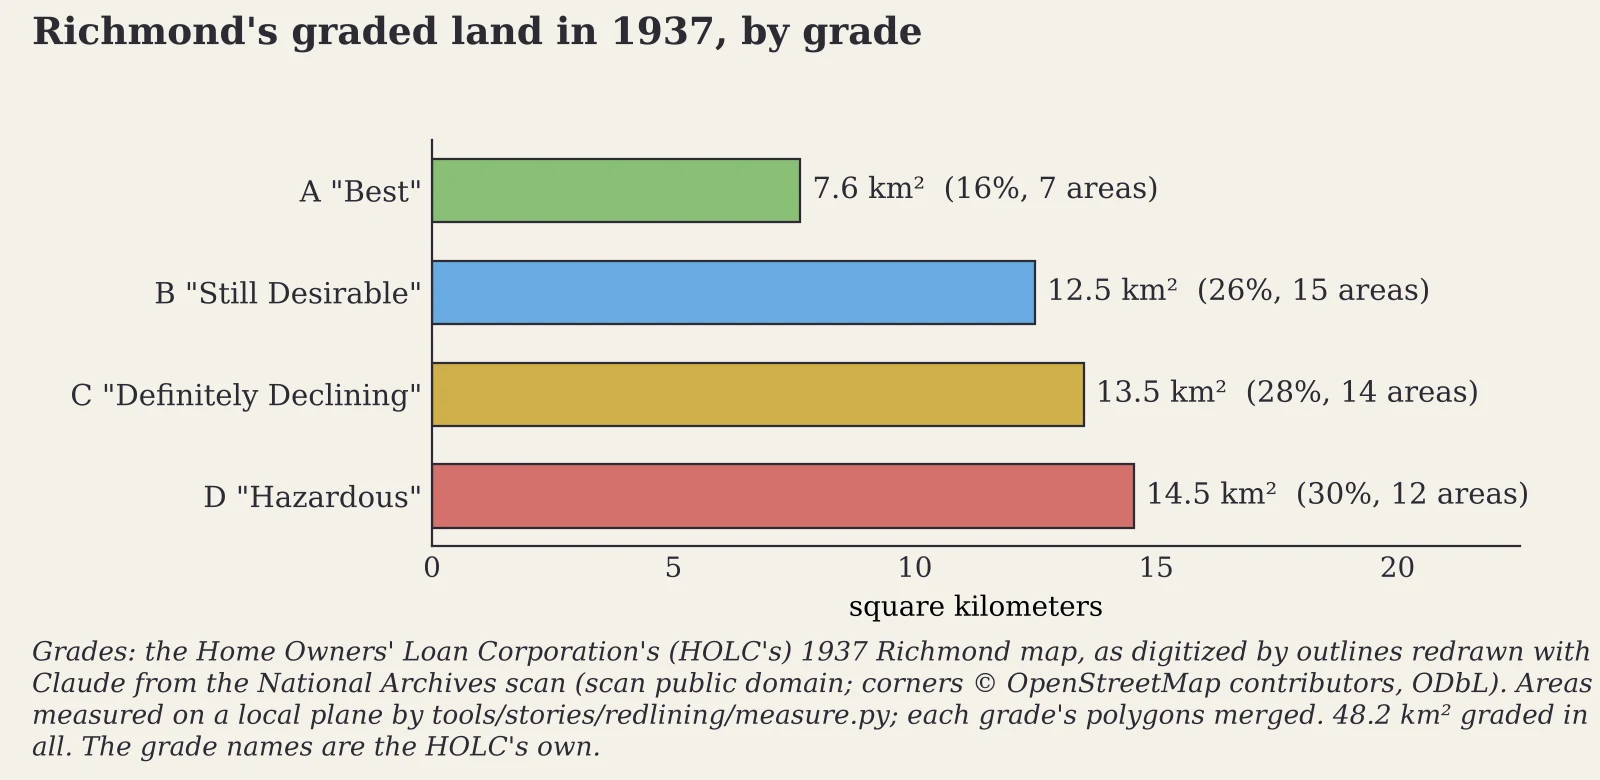 Richmond's graded land in 1937, by grade
A "Best"
7.6 km²  (16%, 7 areas)
B "Still Desirable"
12.5 km²  (26%, 15 areas)
C "Definitely Declining"
13.5 km²  (28%, 14 areas)
D "Hazardous"
14.5 km²  (30%, 12 areas)
0 5 10 15 20
square kilometers
Grades: the Home Owners' Loan Corporation's (HOLC's) 1937 Richmond map, as digitized by outlines redrawn with
Claude from the National Archives scan (scan public domain; corners © OpenStreetMap contributors, ODbL). Areas
measured on a local plane by tools/stories/redlining/measure.py; each grade's polygons merged. 48.2 km² graded in
all. The grade names are the HOLC's own.